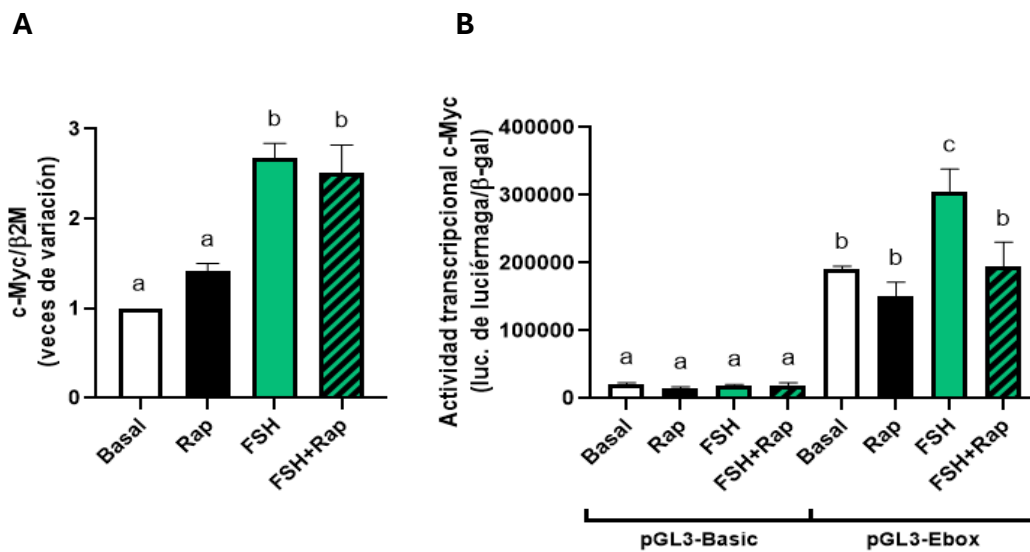 A
c-Myc/β2M
(veces de variación)
3
2
1
0
a
a
b
b
Basal
Rap
FSH
FSH+Rap
B
Actividad transcripcional c-Myc
(luc. de luciérnaga/β-gal)
400000
300000
200000
100000
0
a
a
a
a
b
b
c
b
Basal
Rap
FSH
FSH+Rap
Basal
Rap
FSH
FSH+Rap
pGL3-Basic
pGL3-Ebox